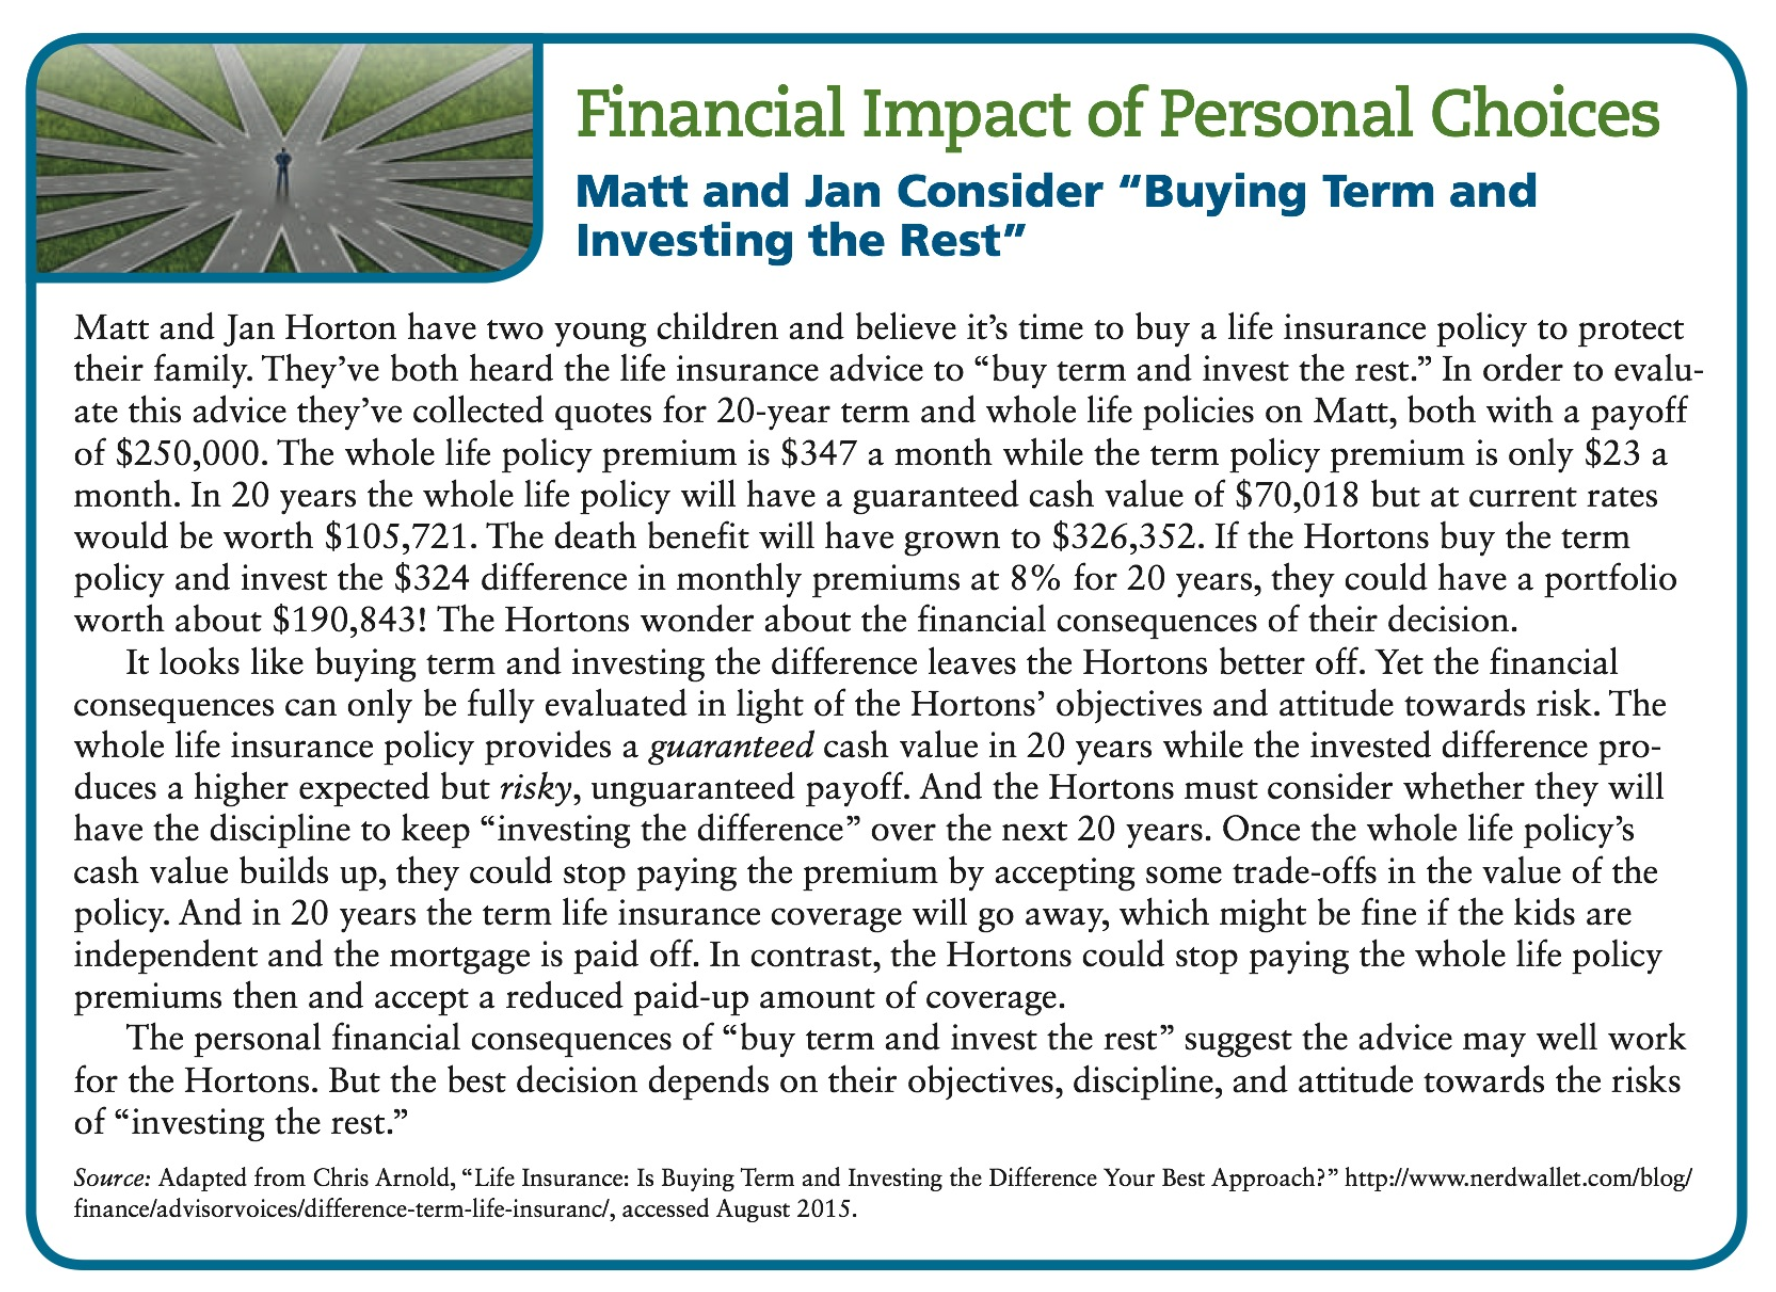 Financial Impact of Personal Choices
Matt and Jan Consider “Buying Term and
Investing the Rest”
Matt and Jan Horton have two young children and believe it’s time to buy a life insurance policy to protect
their family. They’ve both heard the life insurance advice to “buy term and invest the rest.” In order to evalu-
ate this advice they’ve collected quotes for 20-year term and whole life policies on Matt, both with a payoff
of $250,000. The whole life policy premium is $347 a month while the term policy premium is only $23 a
month. In 20 years the whole life policy will have a guaranteed cash value of $70,018 but at current rates
would be worth $105,721. The death benefit will have grown to $326,352. If the Hortons buy the term
policy and invest the $324 difference in monthly premiums at 8% for 20 years, they could have a portfolio
worth about $190,843! The Hortons wonder about the financial consequences of their decision.
It looks like buying term and investing the difference leaves the Hortons better off. Yet the financial
consequences can only be fully evaluated in light of the Hortons’ objectives and attitude towards risk. The
whole life insurance policy provides a guaranteed cash value in 20 years while the invested difference pro-
duces a higher expected but risky, unguaranteed payoff. And the Hortons must consider whether they will
have the discipline to keep “investing the difference” over the next 20 years. Once the whole life policy’s
cash value builds up, they could stop paying the premium by accepting some trade-offs in the value of the
policy. And in 20 years the term life insurance coverage will go away, which might be fine if the kids are
independent and the mortgage is paid off. In contrast, the Hortons could stop paying the whole life policy
premiums then and accept a reduced paid-up amount of coverage.
The personal financial consequences of “buy term and invest the rest” suggest the advice may well work
for the Hortons. But the best decision depends on their objectives, discipline, and attitude towards the risks
of “investing the rest.”
Source: Adapted from Chris Arnold, “Life Insurance: Is Buying Term and Investing the Difference Your Best Approach?” http://www.nerdwallet.com/blog/
finance/advisorvoices/difference-term-life-insuranc/, accessed August 2015.